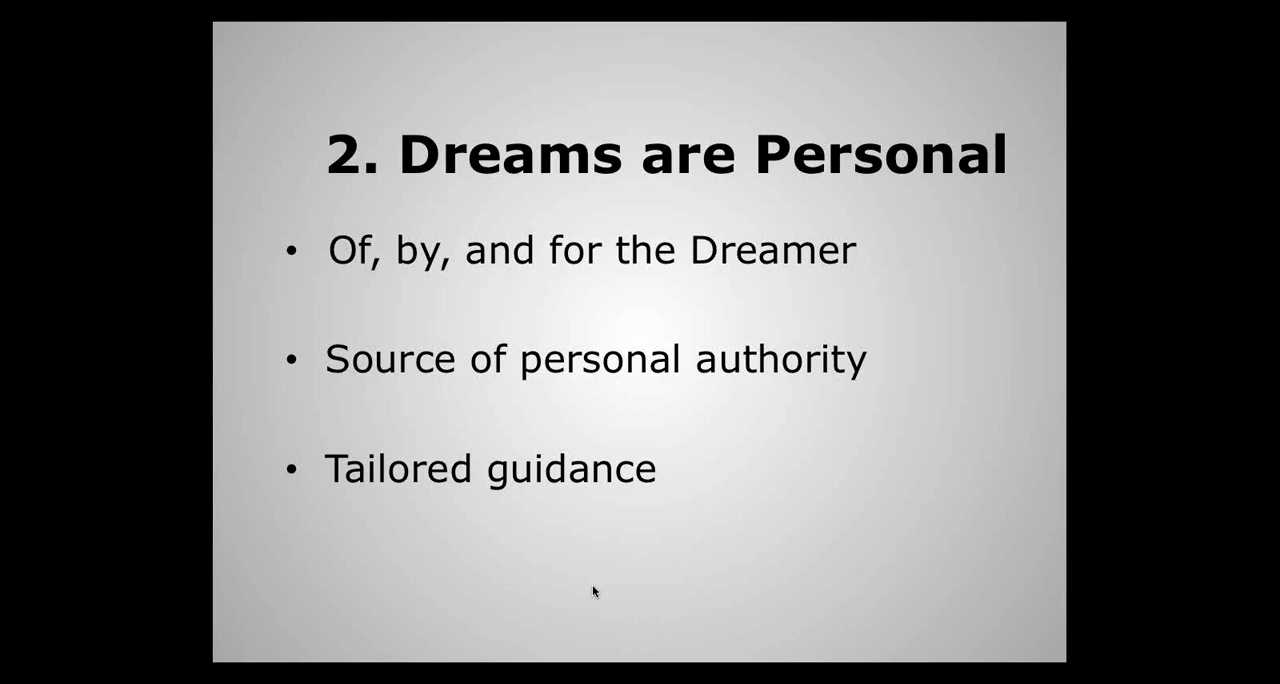 2. Dreams are Personal
• Of, by, and for the Dreamer
• Source of personal authority
• Tailored guidance